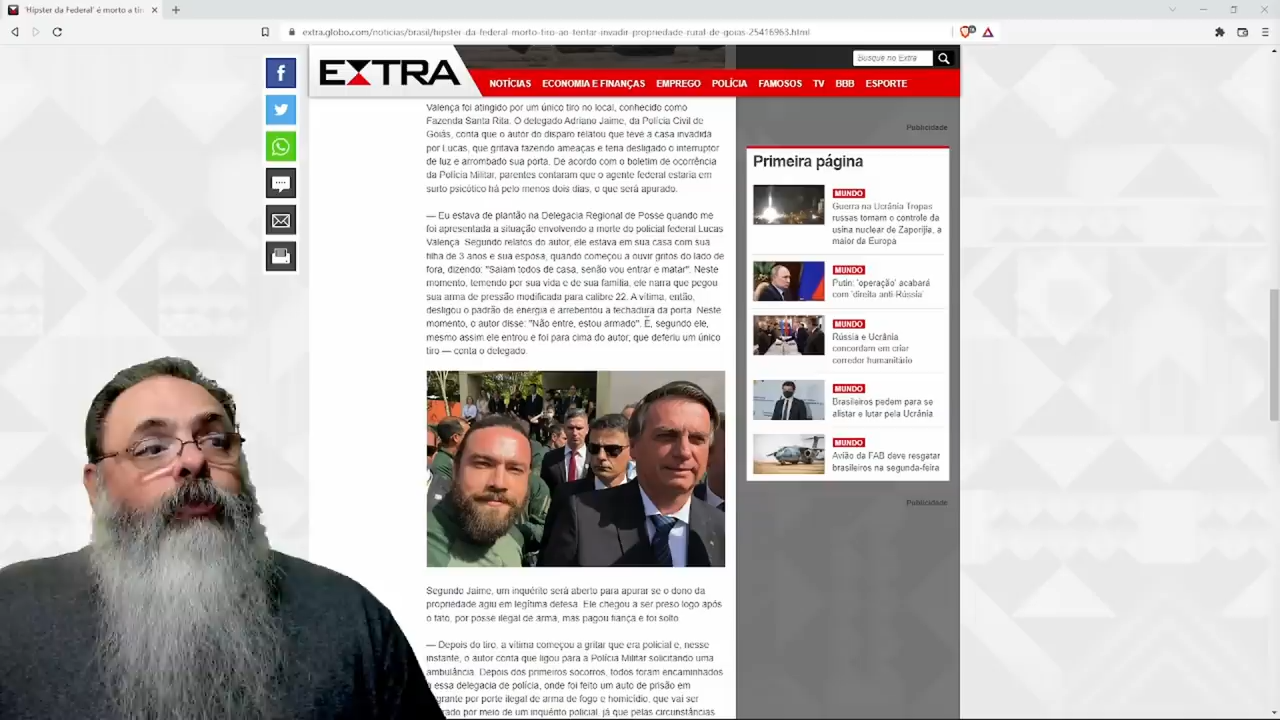 'Hipster da Federal' é morto a tir
extra.globo.com/noticias/brasil/hipster-da-federal-morto-tiro-ao-tentar-invadir-propriedade-rural-de-goias-25416963.html
EXTRA
Busque no Extra
NOTÍCIAS ECONOMIA E FINANÇAS EMPREGO POLÍCIA FAMOSOS TV BBB ESPORTE
Valença foi atingido por um único tiro no local, conhecido como
Fazenda Santa Rita. O delegado Adriano Jaime, da Polícia Civil de
Goiás, conta que o autor do disparo relatou que teve a casa invadida
por Lucas, que gritava fazendo ameaças e teria desligado o interruptor
de luz e arrombado sua porta. De acordo com o boletim de ocorrência
da Polícia Militar, parentes contaram que o agente federal estaria em
surto psicótico há pelo menos dois dias, o que será apurado.
— Eu estava de plantão na Delegacia Regional de Posse quando me
foi apresentada a situação envolvendo a morte do policial federal Lucas
Valença. Segundo relatos do autor, ele estava em sua casa com sua
filha de 3 anos e sua esposa, quando começou a ouvir gritos do lado de
fora, dizendo: "Saiam todos de casa, senão vou entrar e matar". Neste
momento, temendo por sua vida e de sua família, ele narra que pegou
sua arma de pressão modificada para calibre 22. A vítima, então,
desligou o padrão de energia e arrebentou a fechadura da porta. Neste
momento, o autor disse: "Não entre, estou armado". E, segundo ele,
mesmo assim ele entrou e foi para cima do autor, que deferiu um único
tiro — conta o delegado.
Segundo Jaime, um inquérito será aberto para apurar se o dono da
propriedade agiu em legítima defesa. Ele chegou a ser preso logo após
o fato, por posse ilegal de arma, mas pagou fiança e foi solto.
— Depois do tiro, a vítima começou a gritar que era policial e, nesse
instante, o autor conta que ligou para a Polícia Militar solicitando uma
ambulância. Depois dos primeiros socorros, todos foram encaminhados
a essa delegacia de polícia, onde foi feito um auto de prisão em
flagrante por porte ilegal de arma de fogo e homicídio, que vai ser
por meio de um inquérito policial, já que pelas circunstâncias
Publicidade
Primeira página
MUNDO
Guerra na Ucrânia Tropas
russas tomam o controle da
usina nuclear de Zaporíjia, a
maior da Europa
MUNDO
Putin: 'operação' acabará
com 'direita anti-Rússia'
MUNDO
Rússia e Ucrânia
concordam em criar
corredor humanitário
MUNDO
Brasileiros pedem para se
alistar e lutar pela Ucrânia
MUNDO
Avião da FAB deve resgatar
brasileiros na segunda-feira
Publicidade